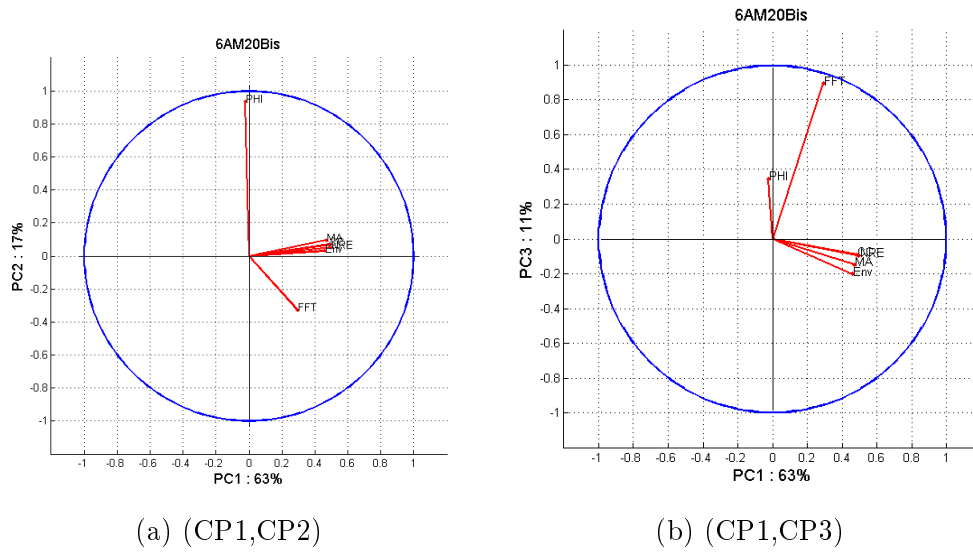 6AM20Bis
1
0.8
0.6
0.4
0.2
0
-0.2
-0.4
-0.6
-0.8
-1
PC2 : 17%
PHI
MA
NRE
Env
FFT
-1 -0.8 -0.6 -0.4 -0.2 0 0.2 0.4 0.6 0.8 1
PC1 : 63%
(a) (CP1,CP2)
6AM20Bis
1
0.8
0.6
0.4
0.2
0
-0.2
-0.4
-0.6
-0.8
-1
PC3 : 11%
FFT
PHI
NRE
MA
Env
-1 -0.8 -0.6 -0.4 -0.2 0 0.2 0.4 0.6 0.8 1
PC1 : 63%
(b) (CP1,CP3)